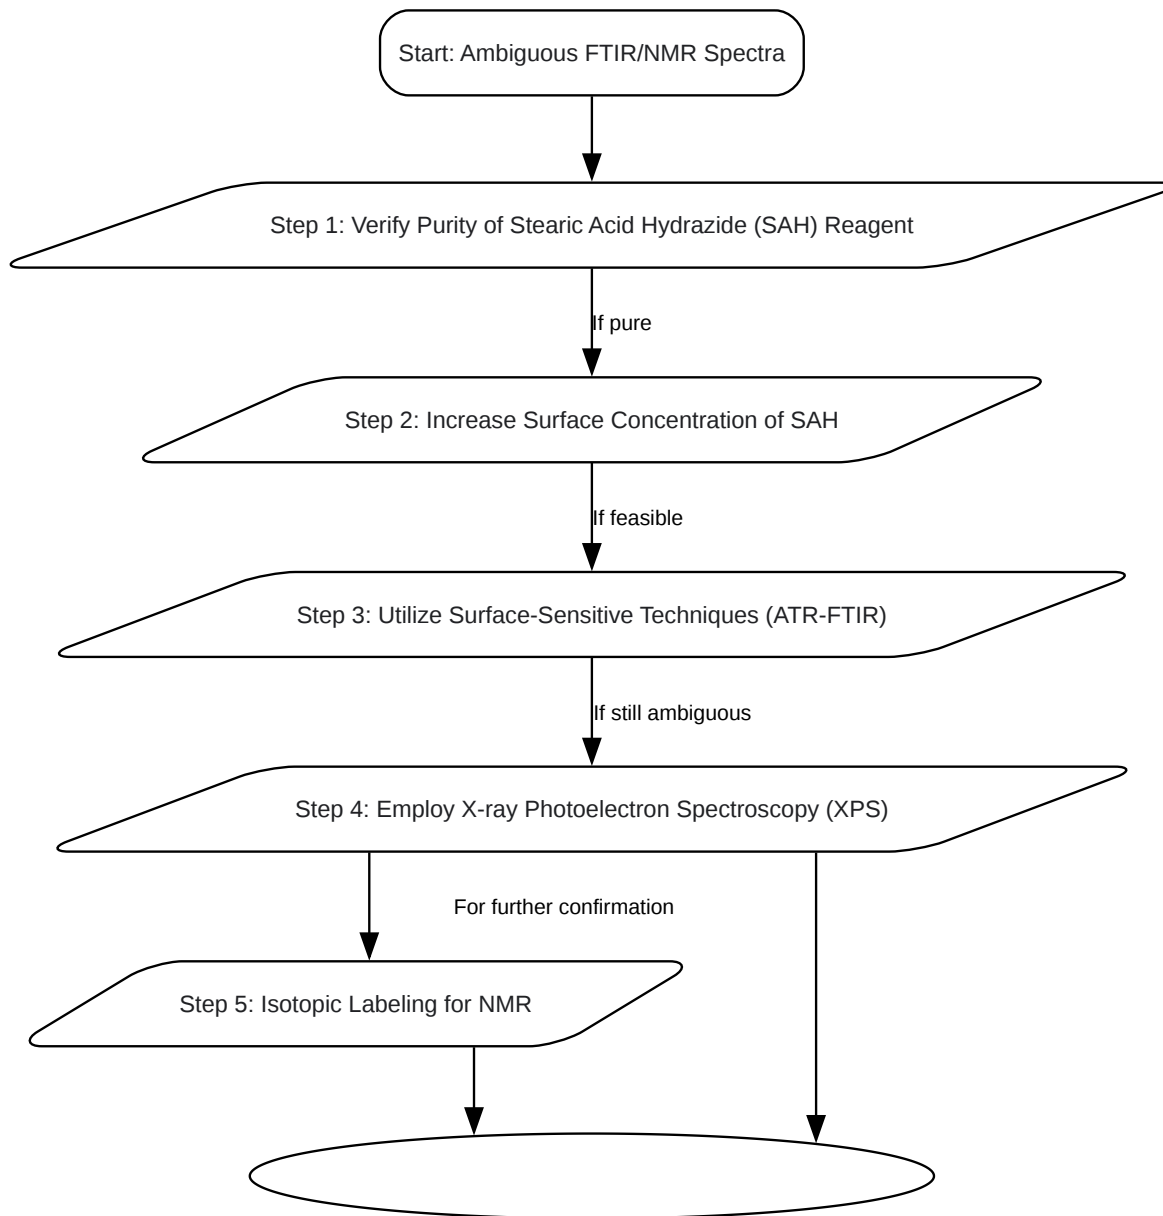 Start: Ambiguous FTIR/NMR Spectra
Step 1: Verify Purity of Stearic Acid Hydrazide (SAH) Reagent
If pure
Step 2: Increase Surface Concentration of SAH
If feasible
Step 3: Utilize Surface-Sensitive Techniques (ATR-FTIR)
If still ambiguous
Step 4: Employ X-ray Photoelectron Spectroscopy (XPS)
For further confirmation
Step 5: Isotopic Labeling for NMR